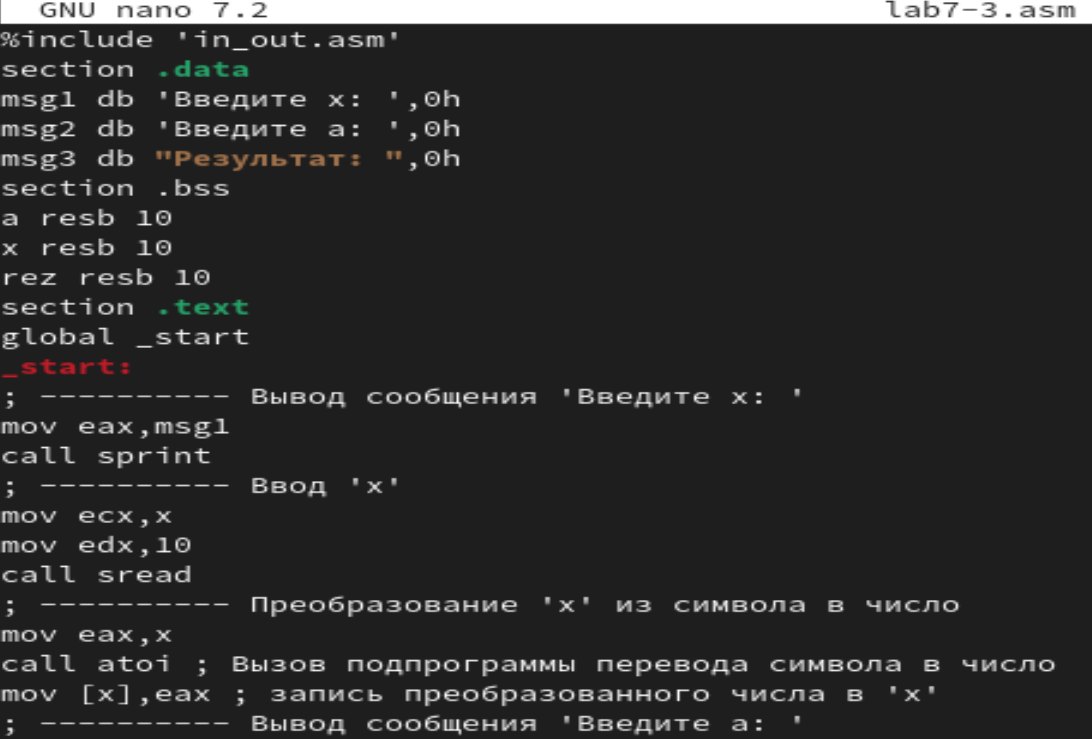 GNU nano 7.2 lab7-3.asm
%include 'in_out.asm'
section .data
msg1 db 'Введите x: ',0h
msg2 db 'Введите a: ',0h
msg3 db "Результат: ",0h
section .bss
a resb 10
x resb 10
rez resb 10
section .text
global _start
_start:
; ---------- Вывод сообщения 'Введите x: '
mov eax,msg1
call sprint
; ---------- Ввод 'x'
mov ecx,x
mov edx,10
call sread
; ---------- Преобразование 'x' из символа в число
mov eax,x
call atoi ; Вызов подпрограммы перевода символа в число
mov [x],eax ; запись преобразованного числа в 'x'
; ---------- Вывод сообщения 'Введите a: '